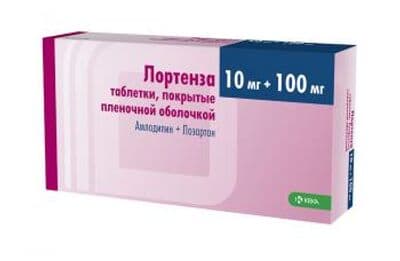 Лортенза
10 мг + 100 мг
таблетки, покрытые
пленочной оболочкой
Амлодипин + Лозартан
KRKA